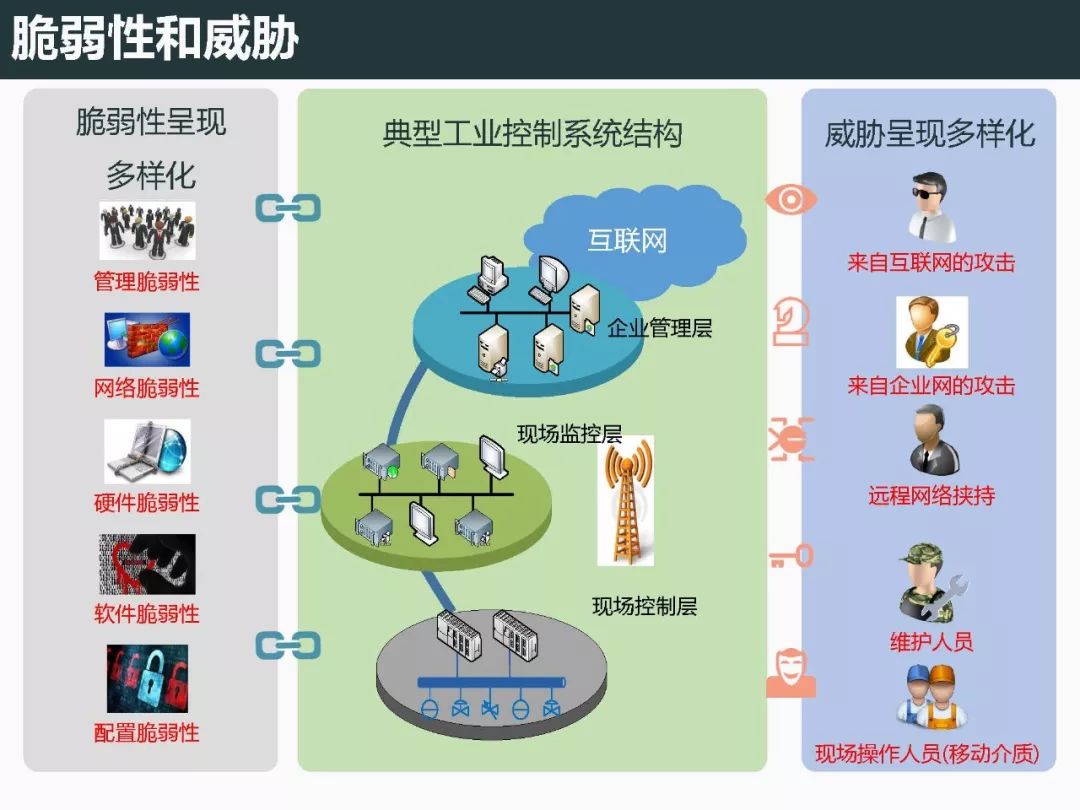 脆弱性和威胁
脆弱性呈现
多样化
管理脆弱性
网络脆弱性
硬件脆弱性
软件脆弱性
配置脆弱性
典型工业控制系统结构
互联网
企业管理层
现场监控层
现场控制层
威胁呈现多样化
来自互联网的攻击
来自企业网的攻击
远程网络挟持
维护人员
现场操作人员(移动介质)